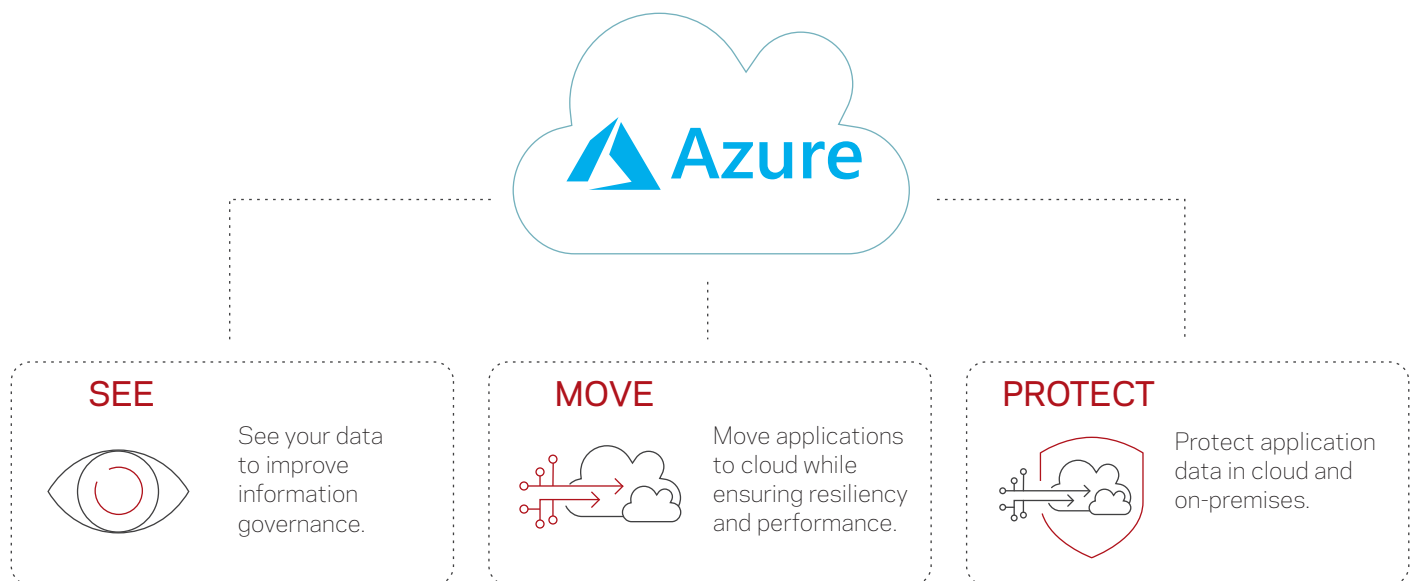 Azure
SEE
See your data
to improve
information
governance.
MOVE
Move applications
to cloud while
ensuring resiliency
and performance.
PROTECT
Protect application
data in cloud and
on-premises.